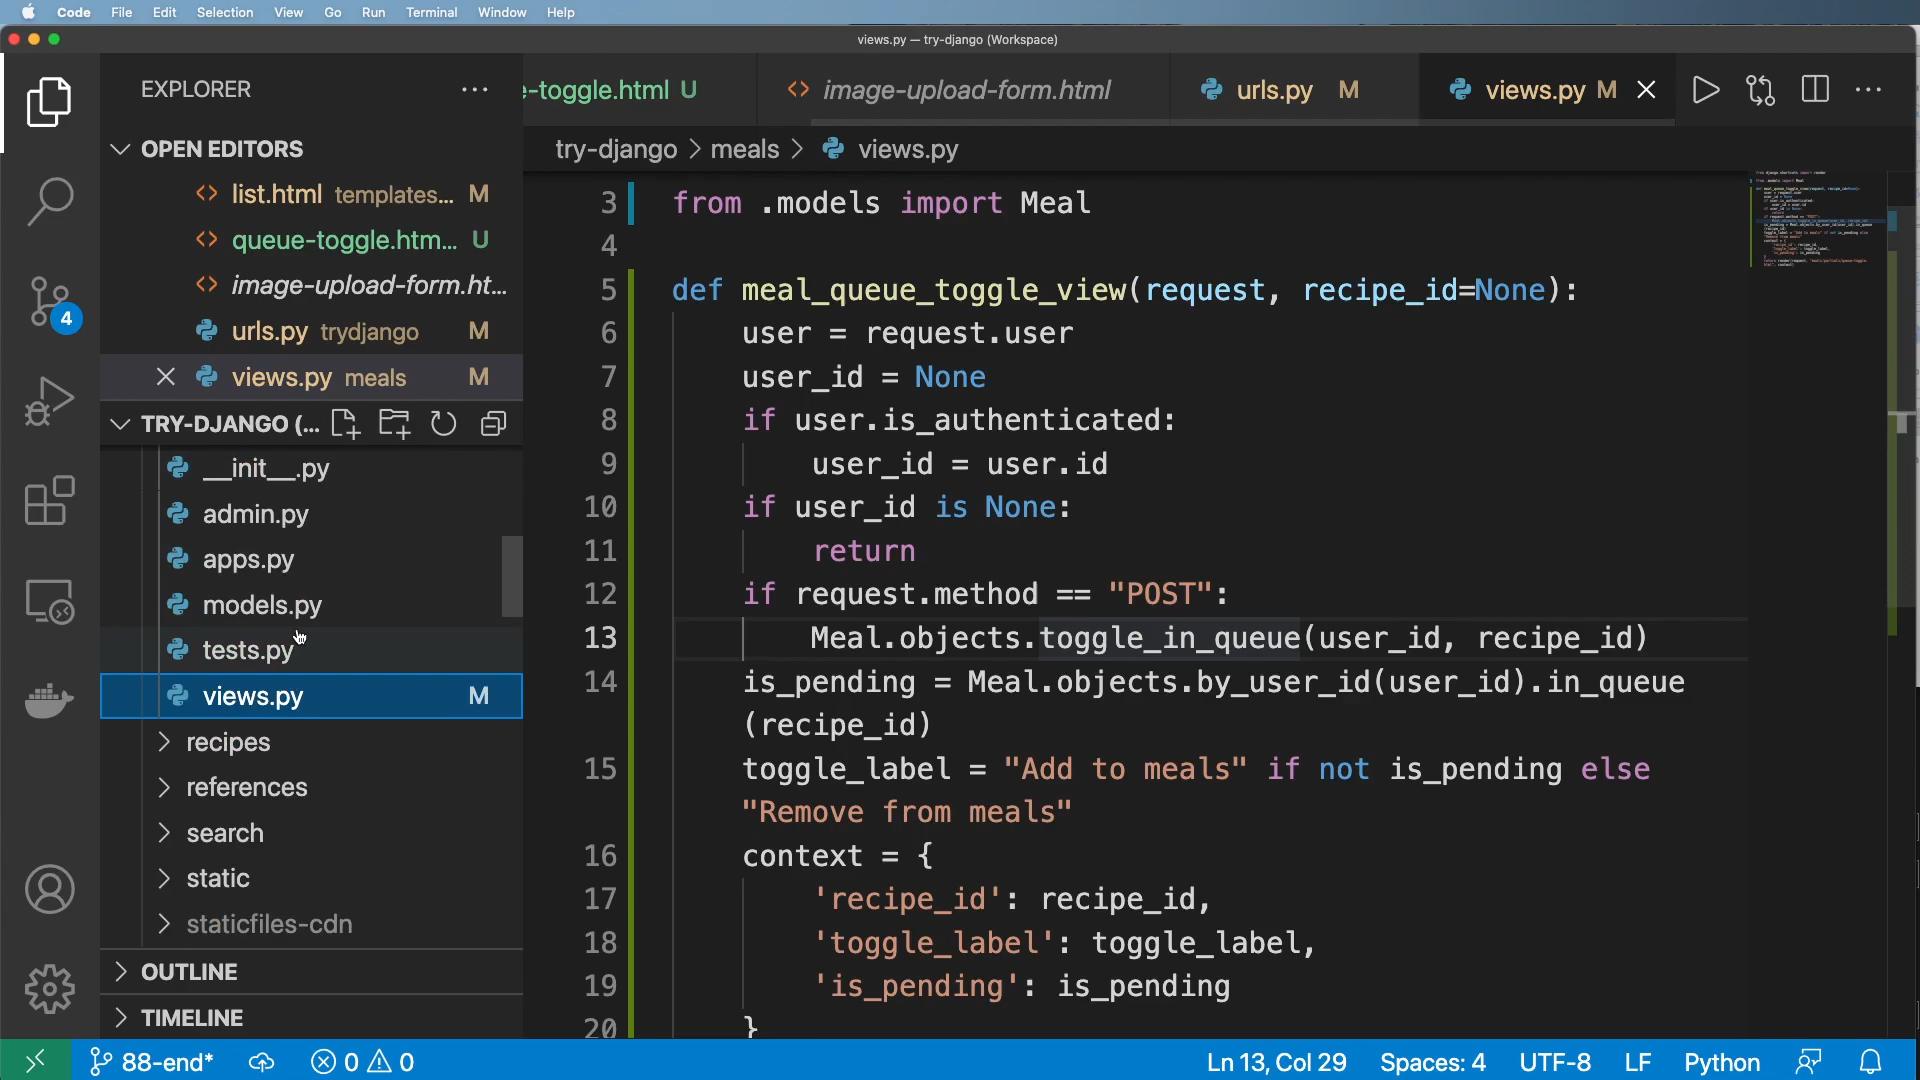 Code File Edit Selection View Go Run Terminal Window Help
views.py — try-django (Workspace)
EXPLORER
e-toggle.html U
image-upload-form.html
urls.py M
views.py M
OPEN EDITORS
list.html templates... M
queue-toggle.htm... U
image-upload-form.ht...
urls.py trydjango M
views.py meals M
4
TRY-DJANGO (...
__init__.py
admin.py
apps.py
models.py
tests.py
views.py M
recipes
references
search
static
staticfiles-cdn
OUTLINE
TIMELINE
try-django > meals > views.py
3 from .models import Meal
4
5 def meal_queue_toggle_view(request, recipe_id=None):
6 user = request.user
7 user_id = None
8 if user.is_authenticated:
9 user_id = user.id
10 if user_id is None:
11 return
12 if request.method == "POST":
13 Meal.objects.toggle_in_queue(user_id, recipe_id)
14 is_pending = Meal.objects.by_user_id(user_id).in_queue
(recipe_id)
15 toggle_label = "Add to meals" if not is_pending else
"Remove from meals"
16 context = {
17 'recipe_id': recipe_id,
18 'toggle_label': toggle_label,
19 'is_pending': is_pending
20 }
88-end* 0 0 Ln 13, Col 29 Spaces: 4 UTF-8 LF Python